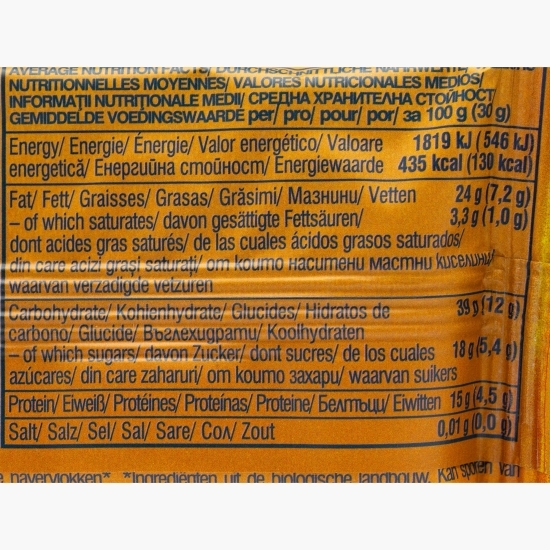 AVERAGE NUTRITION FACTS/ DURCHSCHNITTLICHE NÄHRWERTE/
NUTRITIONNELLES MOYENNES/ VALORES NUTRICIONALES MEDIOS/
INFORMAȚII NUTRIȚIONALE MEDII/ СРЕДНА ХРАНИТЕЛНА СТОЙНОСТ
GEMIDDELDE VOEDINGSWAARDE per/ pro/ pour/ por/ за 100 g (30 g)
Energy/ Energie/ Énergie/ Valor energético/ Valoare 1819 kJ (546 kJ)
energetică/ Енергийна стойност/ Energiewaarde 435 kcal (130 kcal)
Fat/ Fett/ Graisses/ Grasas/ Grăsimi/ Мазнини/ Vetten 24 g (7,2 g)
– of which saturates/ davon gesättigte Fettsäuren/ 3,3 g (1,0 g)
dont acides gras saturés/ de las cuales ácidos grasos saturados/
din care acizi grași saturați/ от които наситени мастни киселини/
waarvan verzadigde vetzuren
Carbohydrate/ Kohlenhydrate/ Glucides/ Hidratos de 39 g (12 g)
carbono/ Glucide/ Въглехидрати/ Koolhydraten
– of which sugars/ davon Zucker/ dont sucres/ de los cuales 18 g (5,4 g)
azúcares/ din care zaharuri/ от които захари/ waarvan suikers
Protein/ Eiweiß/ Protéines/ Proteínas/ Proteine/ Белтъци/ Eiwitten 15 g (4,5 g)
Salt/ Salz/ Sel/ Sal/ Sare/ Сол/ Zout 0,01 g (0,0 g)
havervlokken* *Ingrediënten uit de biologische landbouw. Kan sporen van